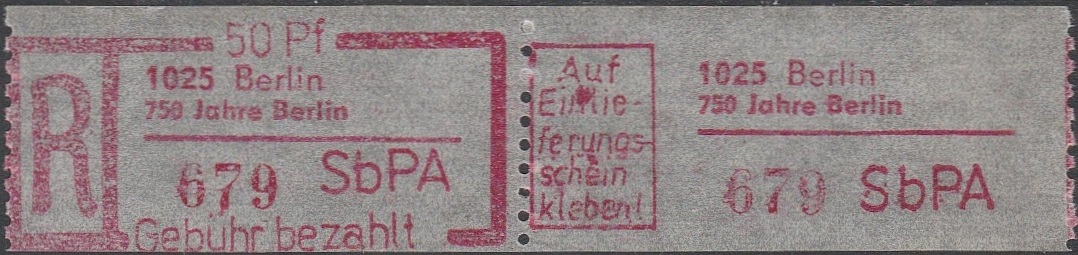 50 Pf
R
1025 Berlin
750 Jahre Berlin
679 SbPA
Gebühr bezahlt
Auf
Einlie-
ferungs-
schein
kleben!
1025 Berlin
750 Jahre Berlin
679 SbPA